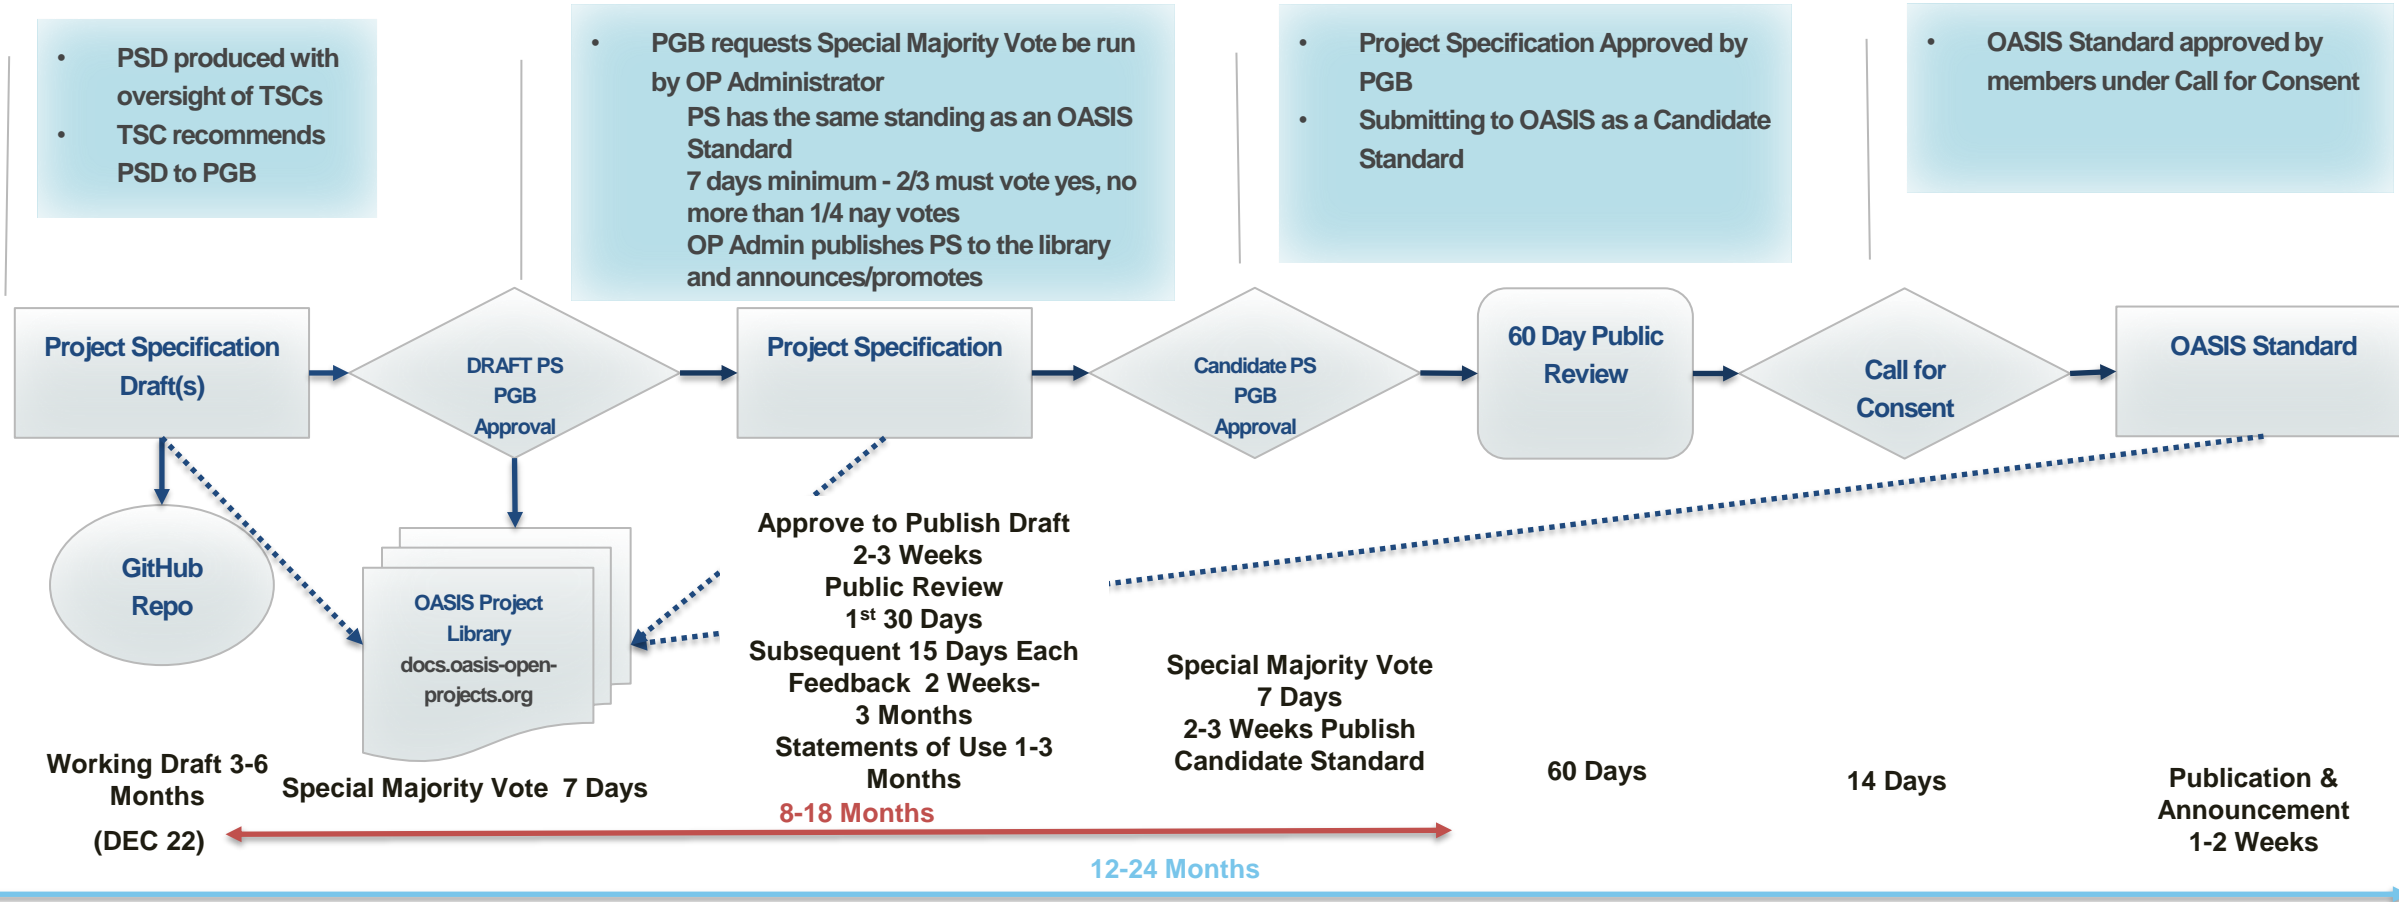 • PSD produced with
oversight of TSCs
• TSC recommends
PSD to PGB
• PGB requests Special Majority Vote be run
by OP Administrator
PS has the same standing as an OASIS
Standard
7 days minimum - 2/3 must vote yes, no
more than 1/4 nay votes
OP Admin publishes PS to the library
and announces/promotes
• Project Specification Approved by
PGB
• Submitting to OASIS as a Candidate
Standard
• OASIS Standard approved by
members under Call for Consent
Project Specification
Draft(s)
DRAFT PS
PGB
Approval
Project Specification
Candidate PS
PGB
Approval
60 Day Public
Review
Call for
Consent
OASIS Standard
GitHub
Repo
OASIS Project
Library
docs.oasis-open-
projects.org
Approve to Publish Draft
2-3 Weeks
Public Review
1st 30 Days
Subsequent 15 Days Each
Feedback 2 Weeks-
3 Months
Statements of Use 1-3
Months
Special Majority Vote
7 Days
2-3 Weeks Publish
Candidate Standard
Working Draft 3-6
Months
(DEC 22)
Special Majority Vote 7 Days
60 Days
14 Days
Publication &
Announcement
1-2 Weeks
8-18 Months
12-24 Months